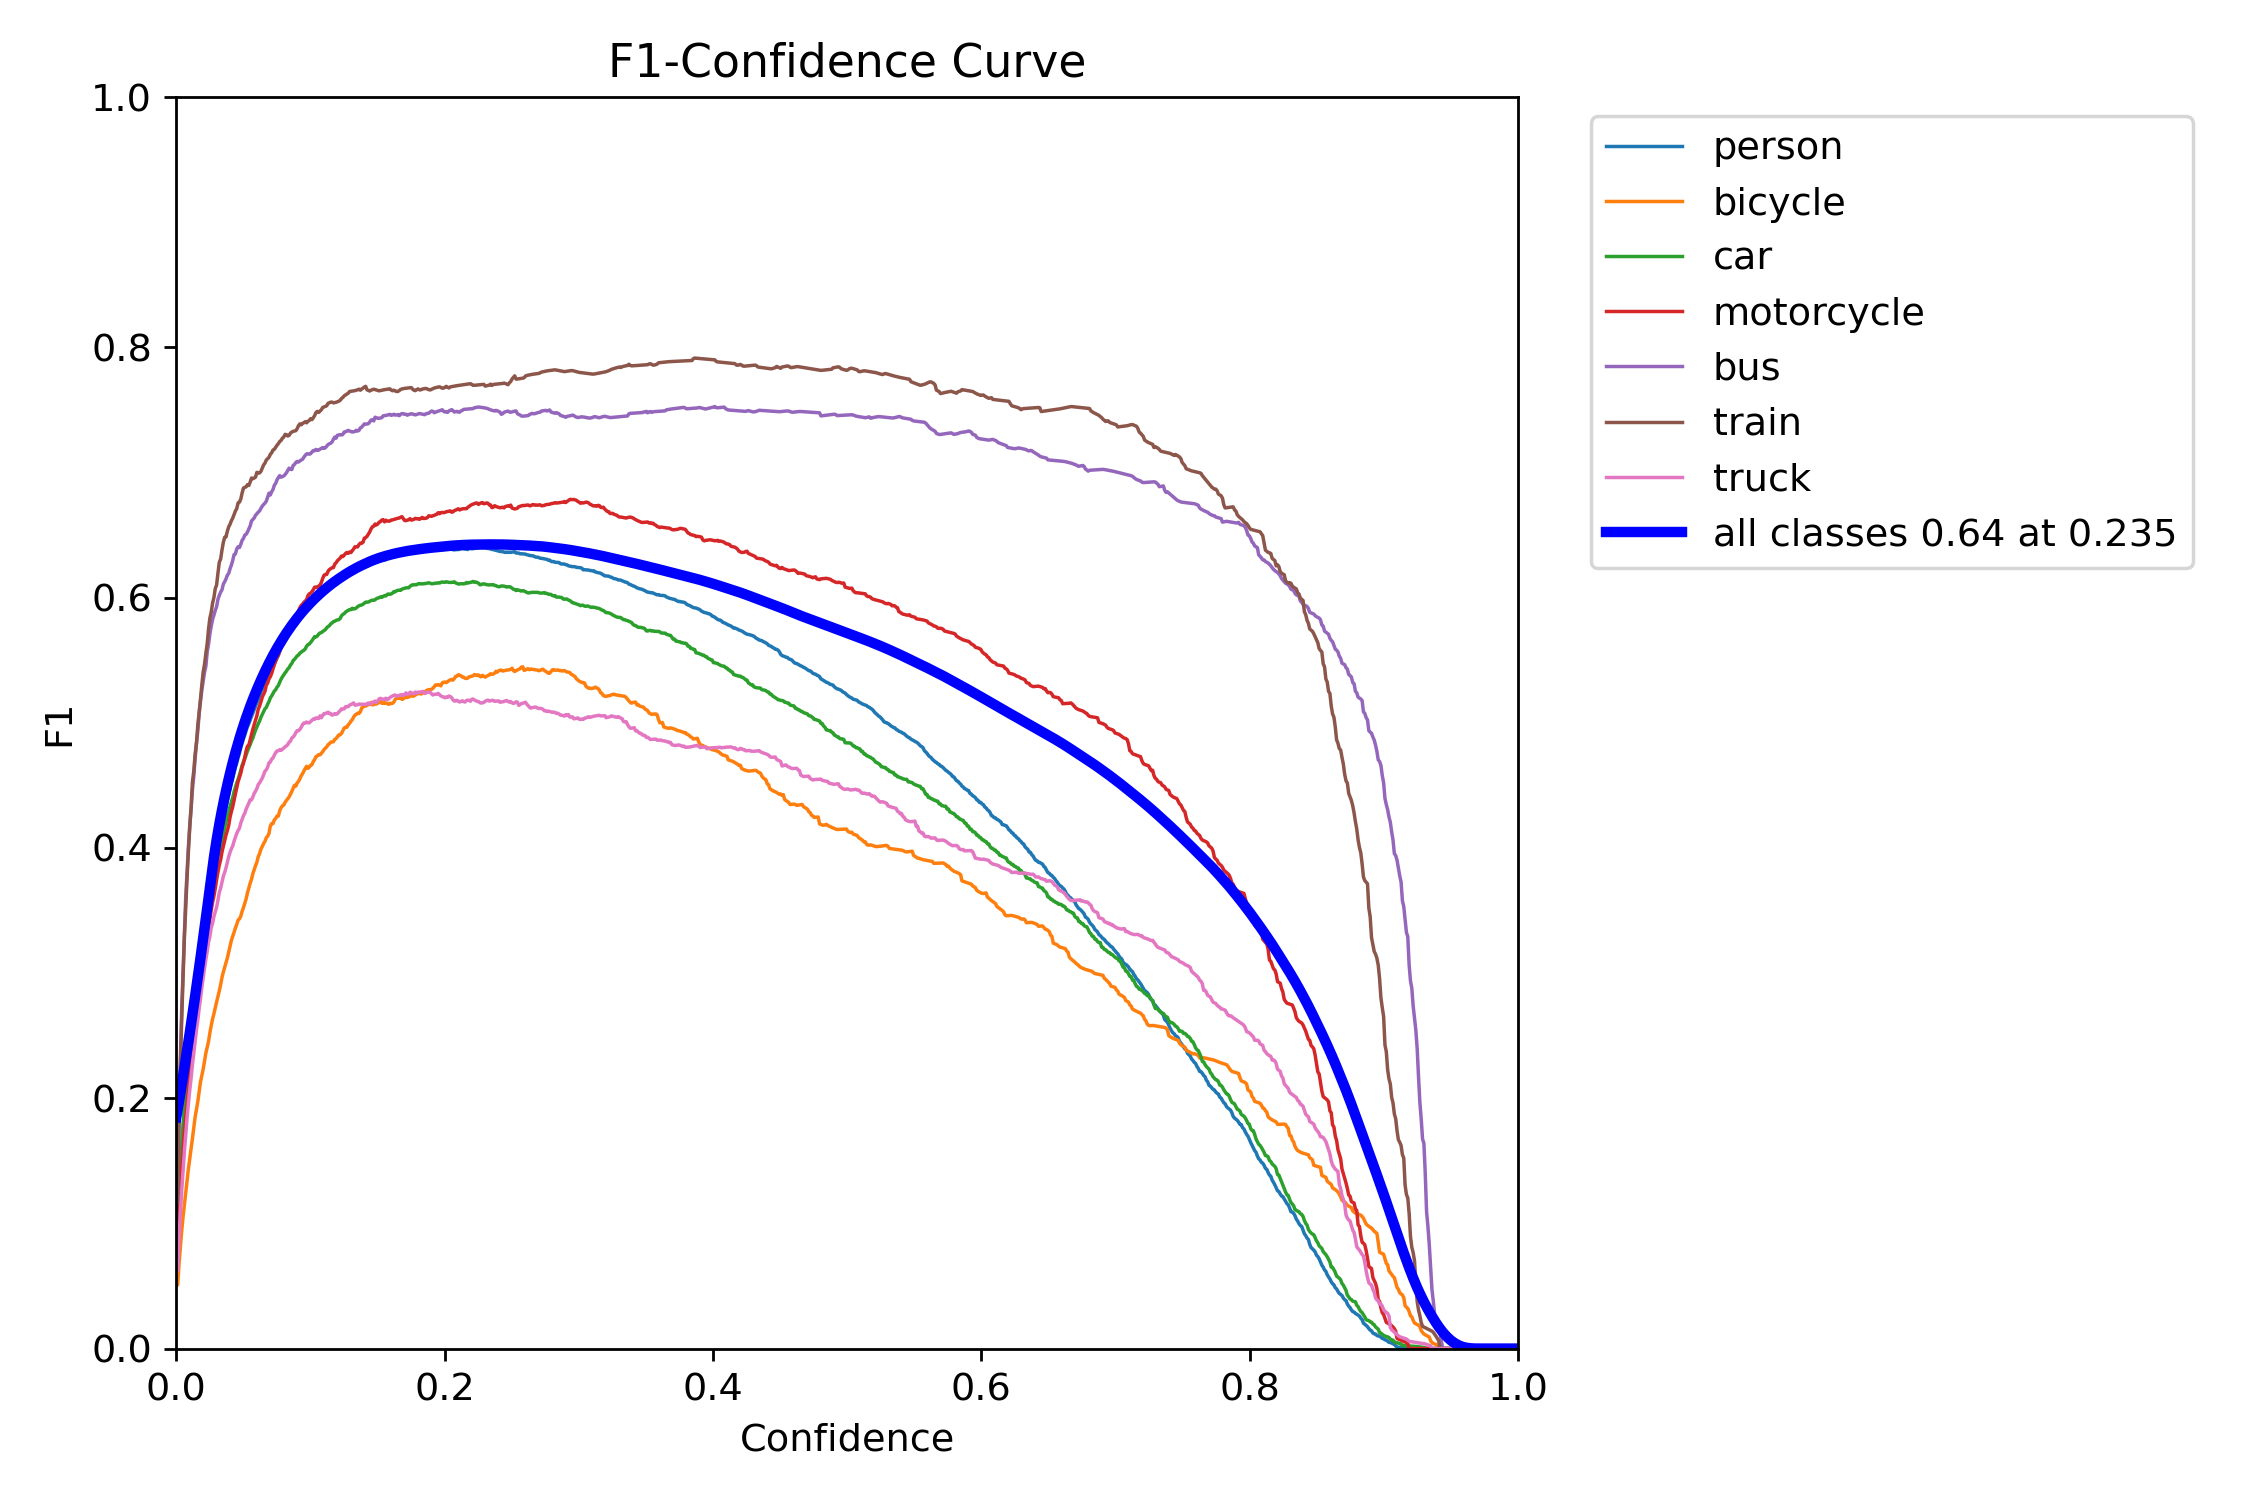 F1-Confidence Curve
1.0
0.8
0.6
0.4
0.2
0.0
F1
0.0 0.2 0.4 0.6 0.8 1.0
Confidence
person
bicycle
car
motorcycle
bus
train
truck
all classes 0.64 at 0.235